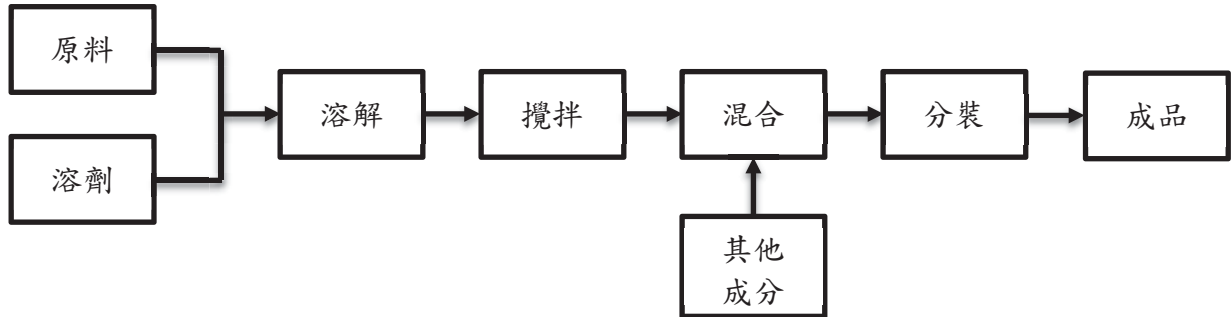 原料
溶劑
溶解
攪拌
混合
其他
成分
分裝
成品